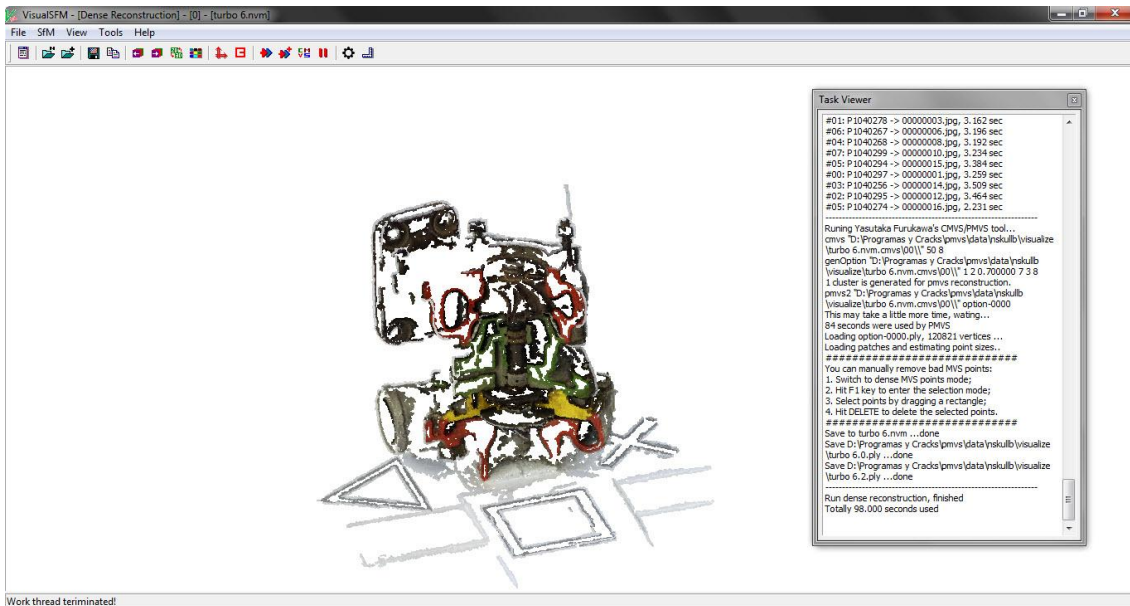 VisualSFM - [Dense Reconstruction] - [0] - [turbo 6.nvm]
File SfM View Tools Help
Task Viewer
#01: P1040278 -> 00000003.jpg, 3.162 sec
#06: P1040267 -> 00000006.jpg, 3.196 sec
#04: P1040268 -> 00000008.jpg, 3.192 sec
#07: P1040299 -> 00000010.jpg, 3.234 sec
#05: P1040294 -> 00000015.jpg, 3.384 sec
#00: P1040297 -> 00000001.jpg, 3.259 sec
#03: P1040256 -> 00000014.jpg, 3.509 sec
#02: P1040295 -> 00000012.jpg, 3.464 sec
#05: P1040274 -> 00000016.jpg, 2.231 sec
----------------------------------------------------------------
Runing Yasutaka Furukawa's CMVS/PMVS tool...
cmvs "D:\Programas y Cracks\pmvs\data\nskullb\visualize
\turbo 6.nvm.cmvs\00\\" 50 8
genOption "D:\Programas y Cracks\pmvs\data\nskullb
\visualize\turbo 6.nvm.cmvs\00\\" 1 2 0.700000 7 3 8
1 cluster is generated for pmvs reconstruction.
pmvs2 "D:\Programas y Cracks\pmvs\data\nskullb
\visualize\turbo 6.nvm.cmvs\00\\" option-0000
This may take a little more time, wating...
84 seconds were used by PMVS
Loading option-0000.ply, 120821 vertices ...
Loading patches and estimating point sizes..
#############################
You can manually remove bad MVS points:
1. Switch to dense MVS points mode;
2. Hit F1 key to enter the selection mode;
3. Select points by dragging a rectangle;
4. Hit DELETE to delete the selected points.
#############################
Save to turbo 6.nvm ...done
Save D:\Programas y Cracks\pmvs\data\nskullb\visualize
\turbo 6.0.ply ...done
Save D:\Programas y Cracks\pmvs\data\nskullb\visualize
\turbo 6.2.ply ...done
----------------------------------------------------------------
Run dense reconstruction, finished
Totally 98.000 seconds used
Work thread teriminated!